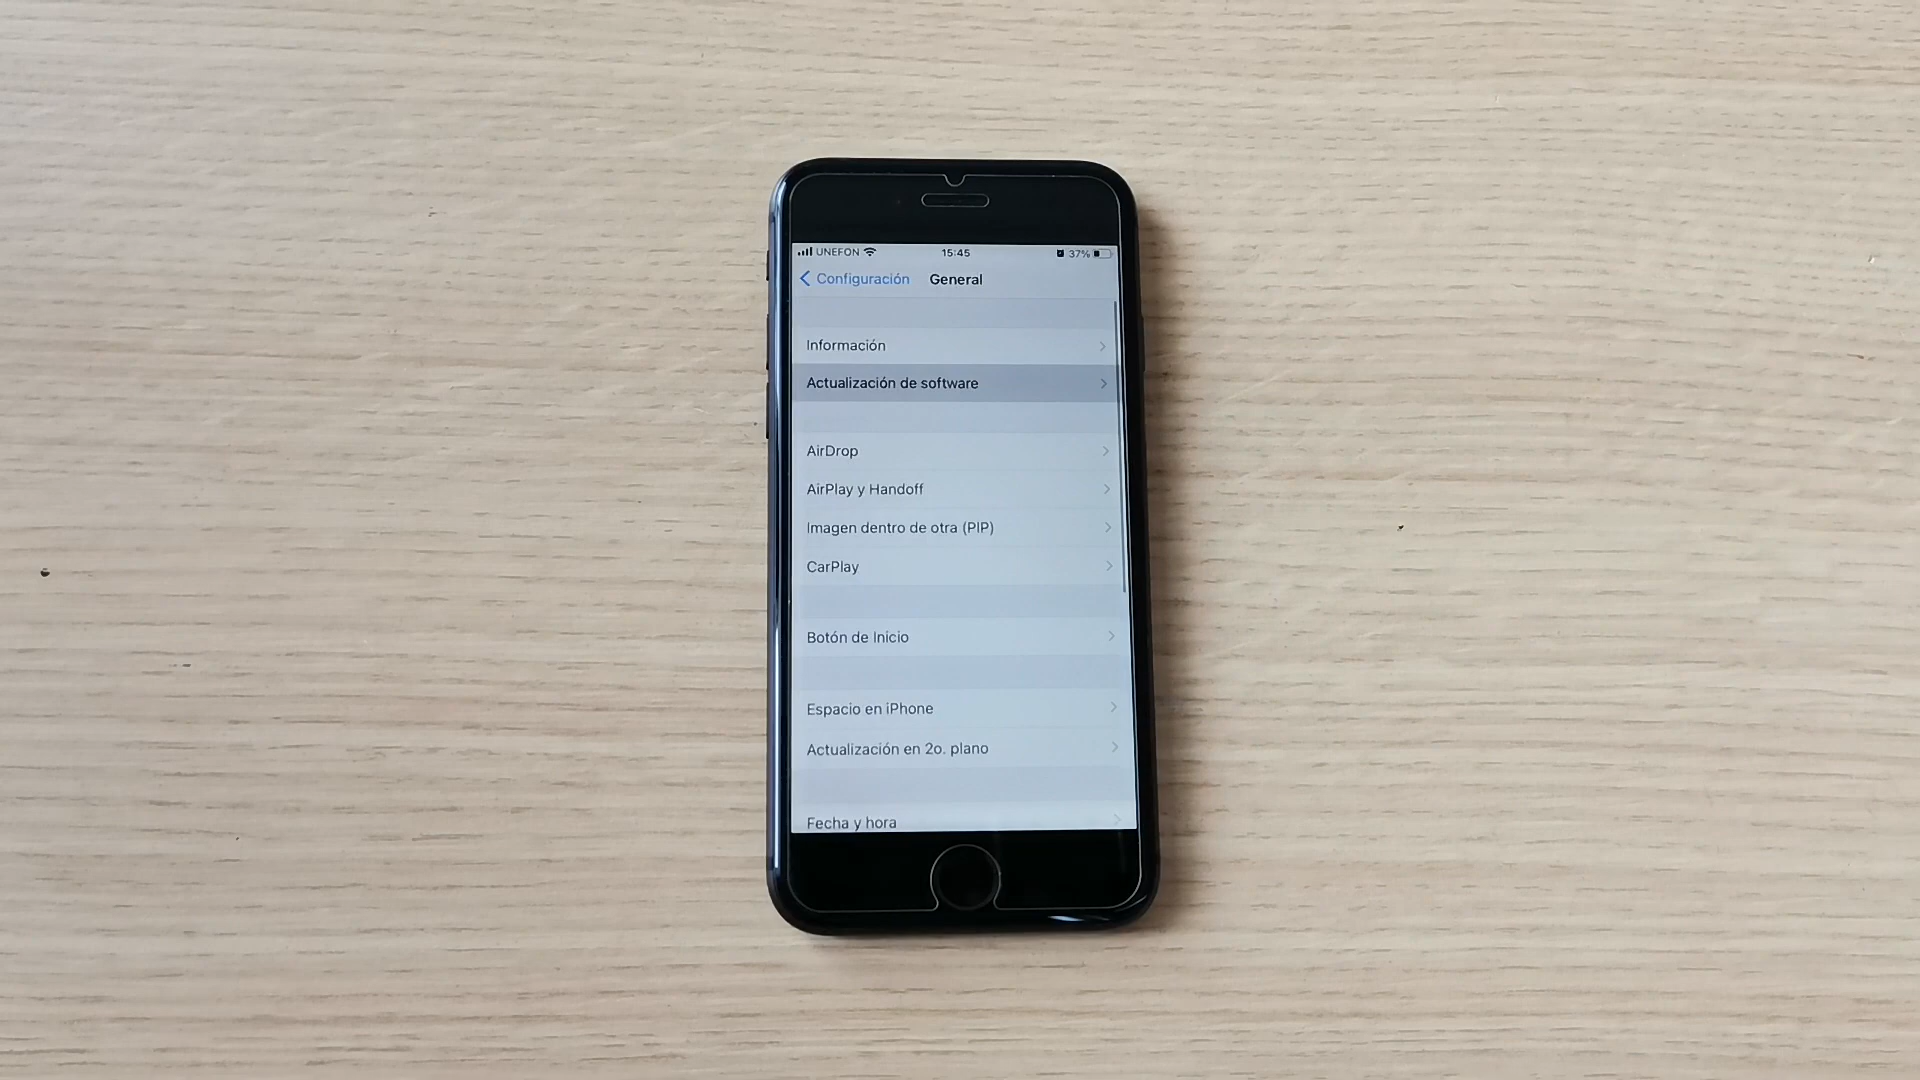 UNEFON 15:45 37%
Configuración General
Información
Actualización de software
AirDrop
AirPlay y Handoff
Imagen dentro de otra (PIP)
CarPlay
Botón de Inicio
Espacio en iPhone
Actualización en 2o. plano
Fecha y hora